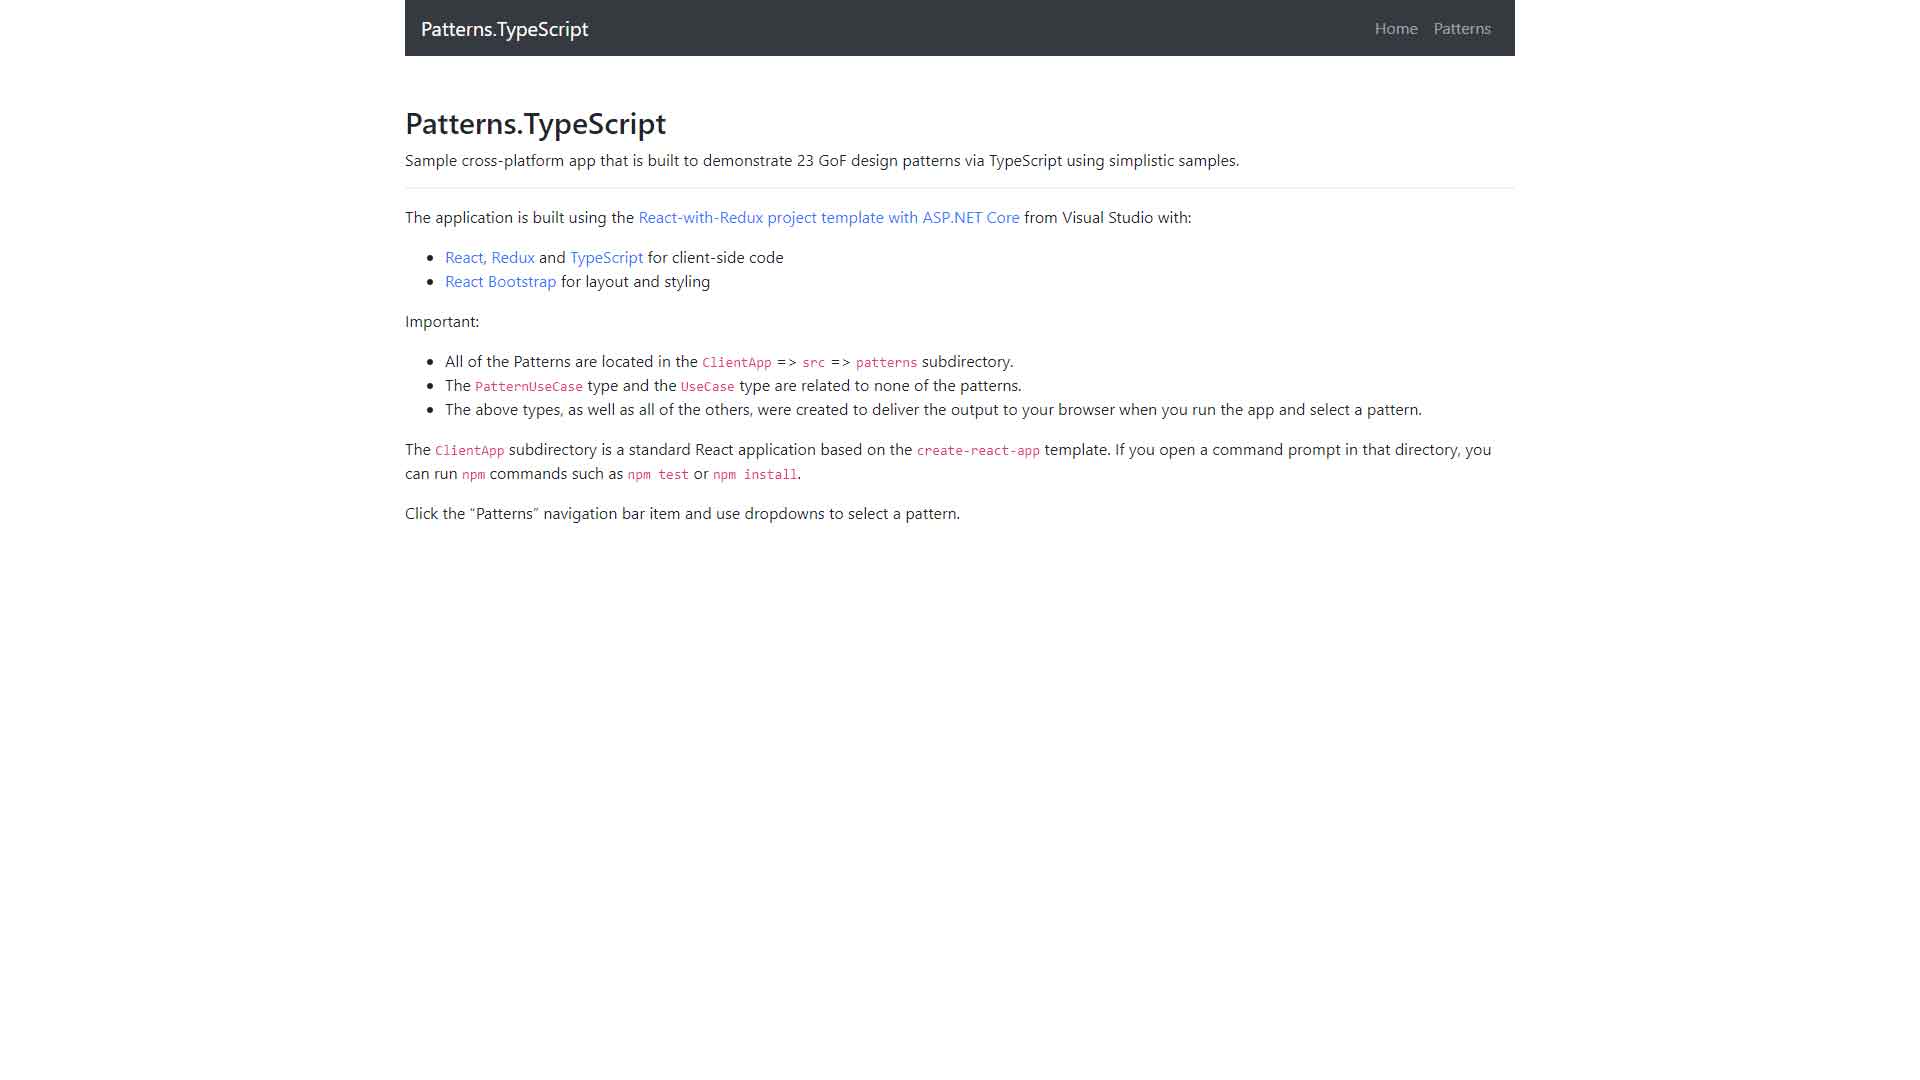 Patterns.TypeScript
Home Patterns
Patterns.TypeScript
Sample cross-platform app that is built to demonstrate 23 GoF design patterns via TypeScript using simplistic samples.
The application is built using the React-with-Redux project template with ASP.NET Core from Visual Studio with:
• React, Redux and TypeScript for client-side code
• React Bootstrap for layout and styling
Important:
• All of the Patterns are located in the ClientApp => src => patterns subdirectory.
• The PatternUseCase type and the UseCase type are related to none of the patterns.
• The above types, as well as all of the others, were created to deliver the output to your browser when you run the app and select a pattern.
The ClientApp subdirectory is a standard React application based on the create-react-app template. If you open a command prompt in that directory, you
can run npm commands such as npm test or npm install.
Click the “Patterns” navigation bar item and use dropdowns to select a pattern.